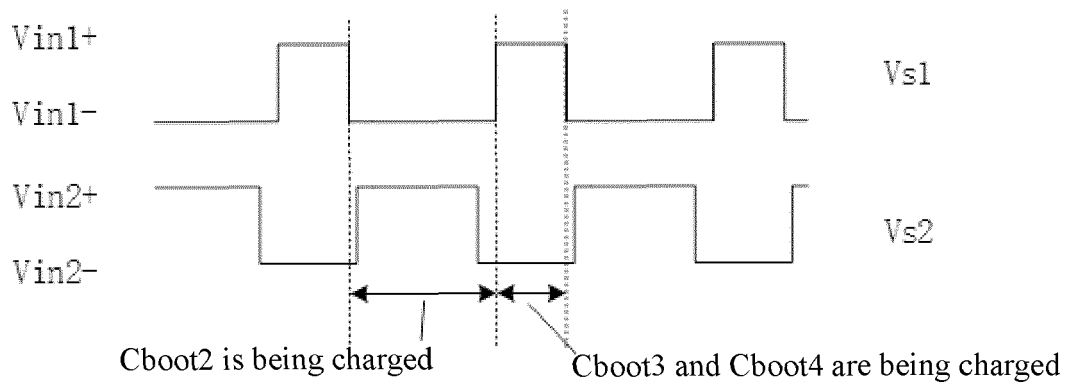 Vin1+
Vs1
Vin1-
Vin2+
Vs2
Vin2-
Cboot2 is being charged
Cboot3 and Cboot4 are being charged